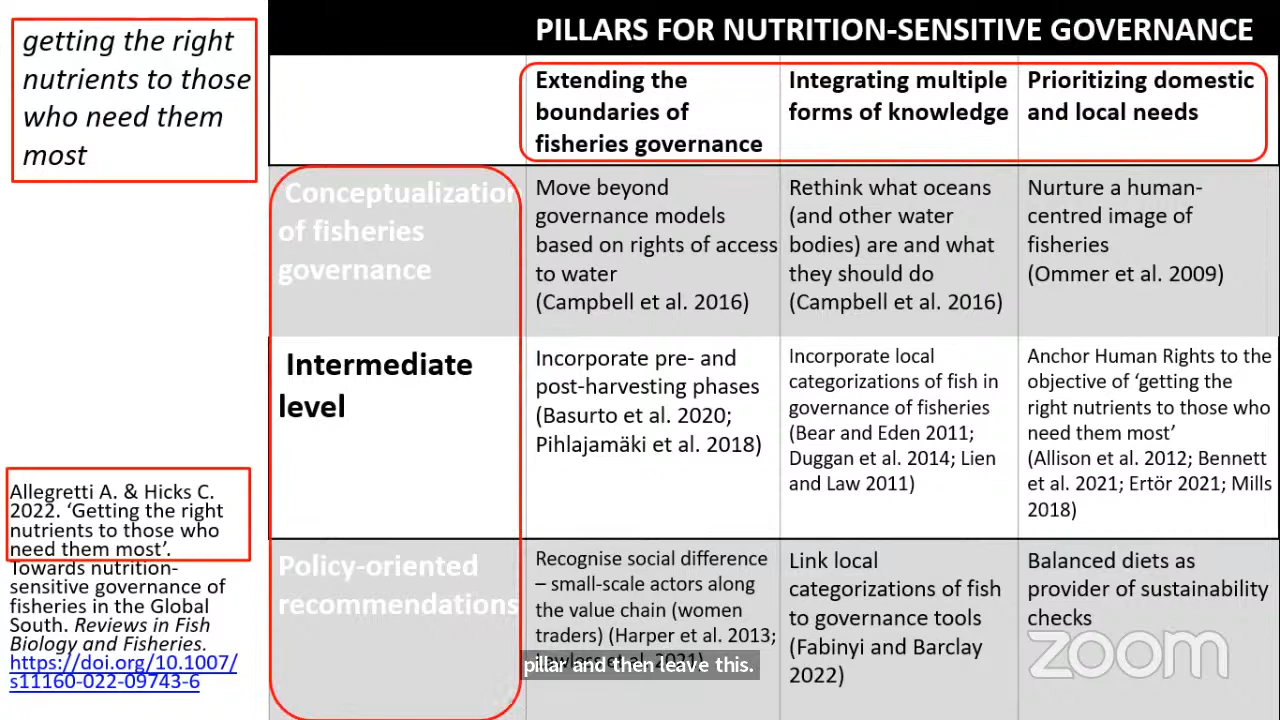 getting the right
nutrients to those
who need them
most
Allegretti A. & Hicks C.
2022. ‘Getting the right
nutrients to those who
need them most’.
Towards nutrition-
sensitive governance of
fisheries in the Global
South. Reviews in Fish
Biology and Fisheries.
https://doi.org/10.1007/
s11160-022-09743-6
PILLARS FOR NUTRITION-SENSITIVE GOVERNANCE
Extending the
boundaries of
fisheries governance
Integrating multiple
forms of knowledge
Prioritizing domestic
and local needs
Conceptualization
of fisheries
governance
Move beyond
governance models
based on rights of access
to water
(Campbell et al. 2016)
Rethink what oceans
(and other water
bodies) are and what
they should do
(Campbell et al. 2016)
Nurture a human-
centred image of
fisheries
(Ommer et al. 2009)
Intermediate
level
Incorporate pre- and
post-harvesting phases
(Basurto et al. 2020;
Pihlajamäki et al. 2018)
Incorporate local
categorizations of fish in
governance of fisheries
(Bear and Eden 2011;
Duggan et al. 2014; Lien
and Law 2011)
Anchor Human Rights to the
objective of ‘getting the
right nutrients to those who
need them most’
(Allison et al. 2012; Bennett
et al. 2021; Ertör 2021; Mills
2018)
Policy-oriented
recommendations
Recognise social difference
– small-scale actors along
the value chain (women
traders) (Harper et al. 2013;
Link local
categorizations of fish
to governance tools
(Fabinyi and Barclay
2022)
Balanced diets as
provider of sustainability
checks
pillar and then leave this.
zoom